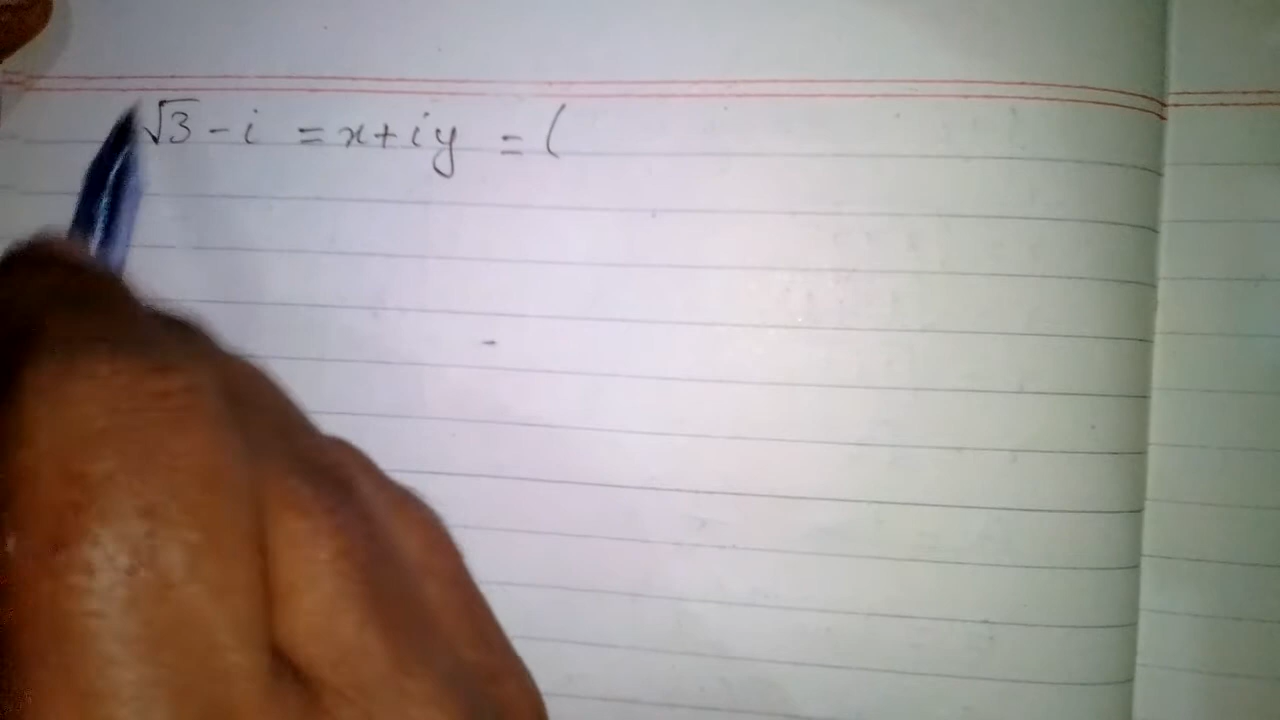 √3 - i = x + iy = (